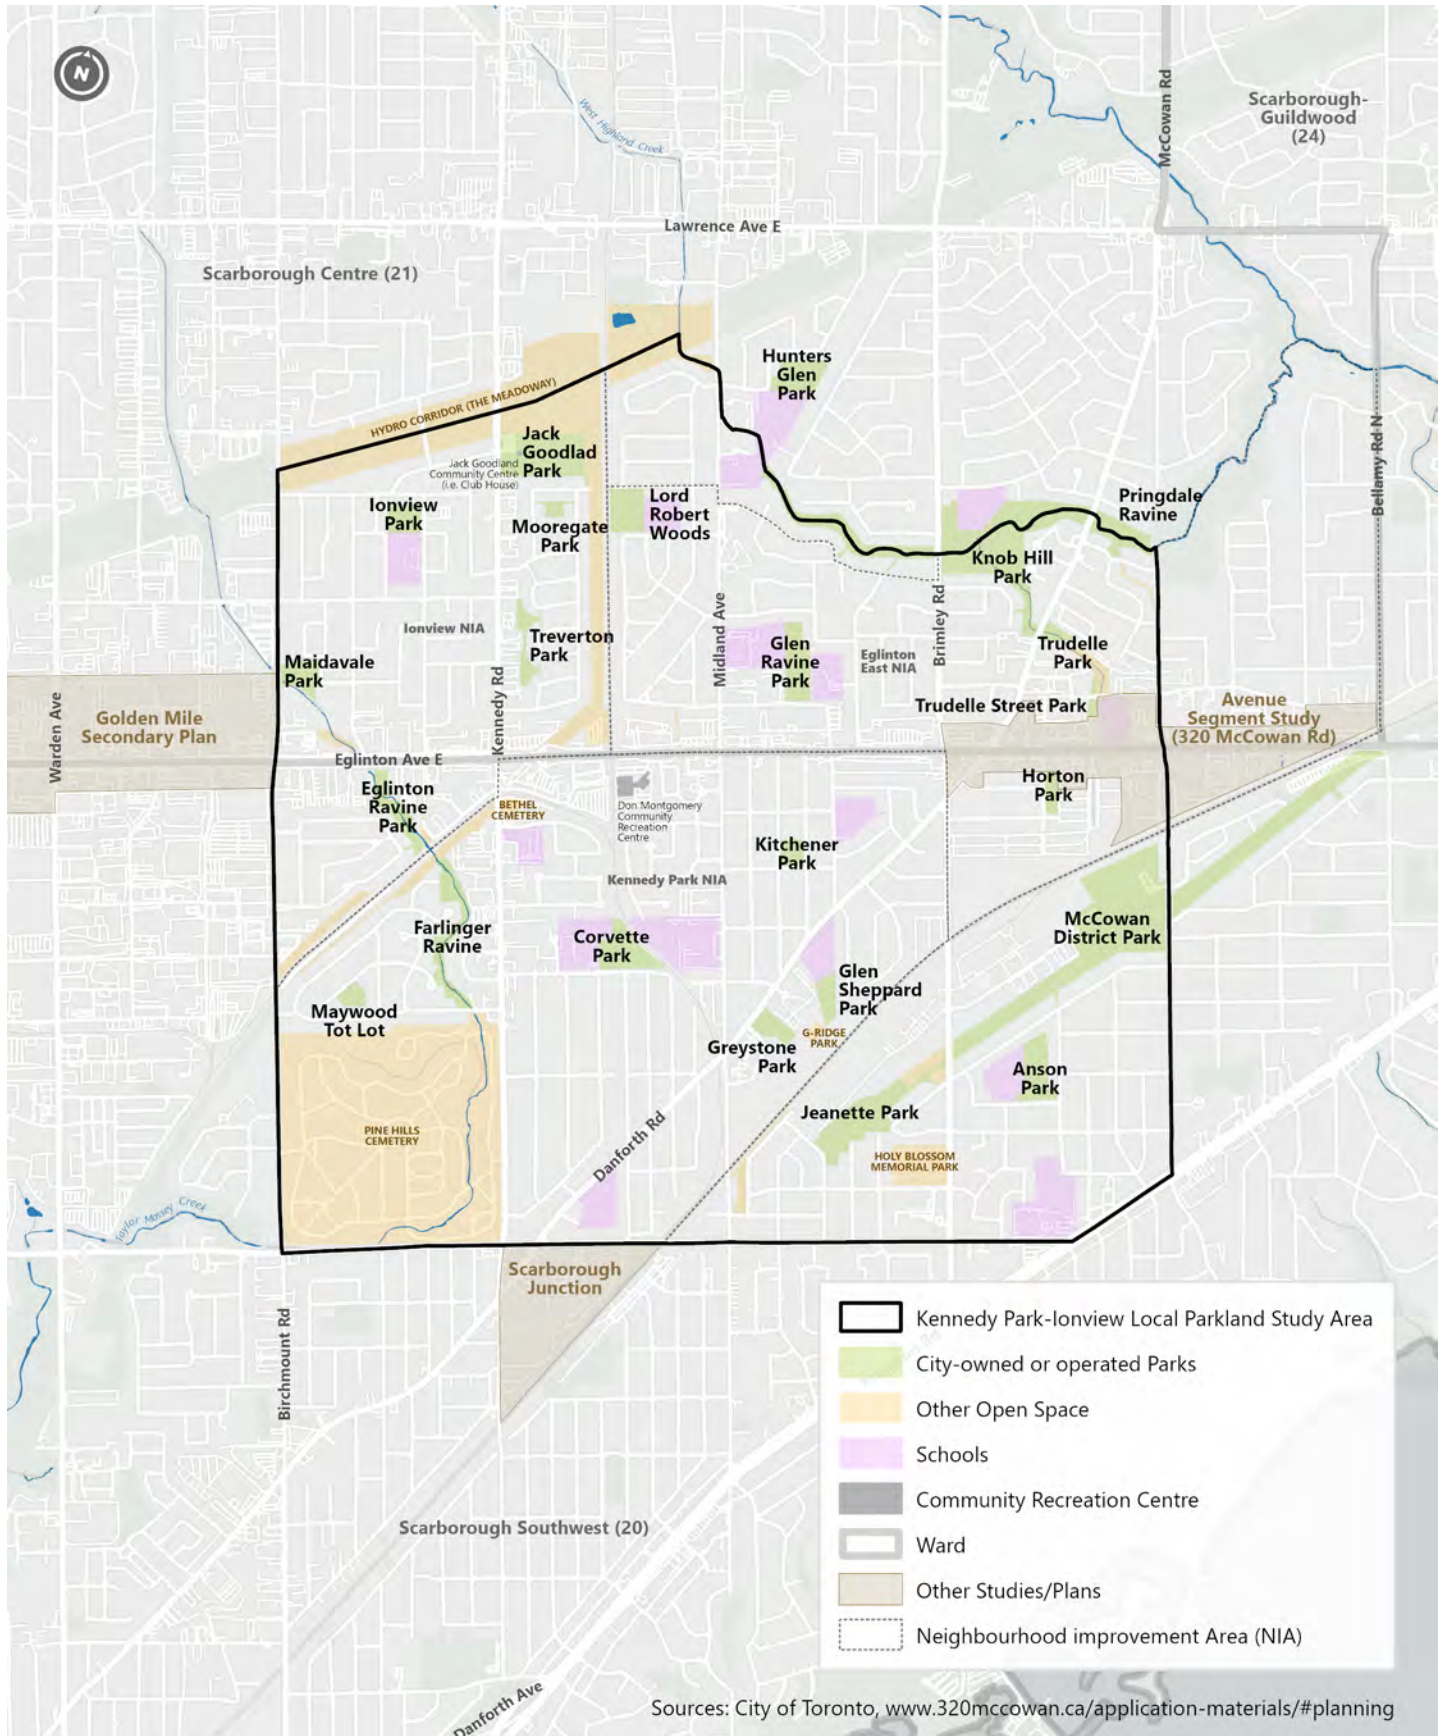 N
West Highland Creek
McCowan Rd
Scarborough-
Guildwood
(24)
Lawrence Ave E
Scarborough Centre (21)
HYDRO CORRIDOR (THE MEADOWAY)
Hunters
Glen
Park
Jack
Goodlad
Park
Jack Goodland
Community Centre
(i.e. Club House)
Bellamy Rd N
Ionview
Park
Mooregate
Park
Lord
Robert
Woods
Pringdale
Ravine
Knob Hill
Park
Ionview NIA
Treverton
Park
Midland Ave
Glen
Ravine
Park
Eglinton
East NIA
Brimley Rd
Trudelle
Park
Maidavale
Park
Kennedy Rd
Trudelle Street Park
Avenue
Segment Study
(320 McCowan Rd)
Warden Ave
Golden Mile
Secondary Plan
Eglinton Ave E
Eglinton
Ravine
Park
BETHEL
CEMETERY
Don Montgomery
Community
Recreation
Centre
Horton
Park
Kitchener
Park
Kennedy Park NIA
Farlinger
Ravine
Corvette
Park
McCowan
District Park
Glen
Sheppard
Park
Maywood
Tot Lot
G-RIDGE
PARK
Greystone
Park
Anson
Park
Jeanette Park
PINE HILLS
CEMETERY
Danforth Rd
HOLY BLOSSOM
MEMORIAL PARK
Taylor Massey Creek
Scarborough
Junction
Birchmount Rd
Kennedy Park-Ionview Local Parkland Study Area
City-owned or operated Parks
Other Open Space
Schools
Community Recreation Centre
Ward
Other Studies/Plans
Neighbourhood improvement Area (NIA)
Scarborough Southwest (20)
Danforth Ave
Sources: City of Toronto, www.320mccowan.ca/application-materials/#planning